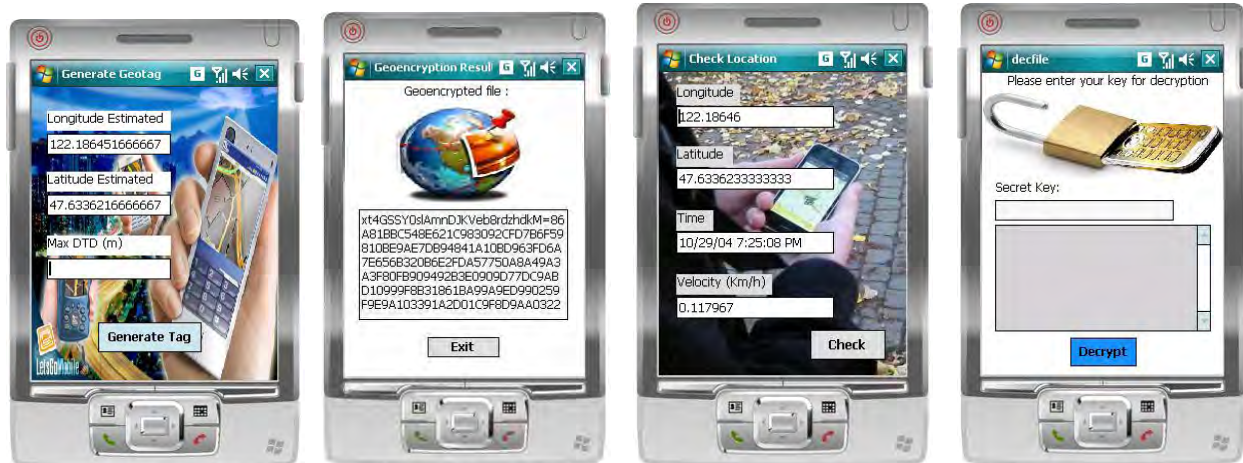 Generate Geotag
G
Longitude Estimated
122.186451666667
Latitude Estimated
47.6336216666667
Max DTD (m)
Generate Tag
LetsGoMobile
Geoencryption Resul
G
Geoencrypted file :
xt4GSSY0slAmnDJKVeb8rdzhdkM=86
A81BBC548E621C983092CFD7B6F59
810BE9AE7DB94841A10BD963FD6A
7E656B320B6E2FDA57750A8A49A3
A3F80FB909492B3E0909D77DC9AB
D10999F8B31861BA99A9ED990259
F9E9A103391A2D01C9F8D9AA0322
Exit
Check Location
G
Longitude
122.18646
Latitude
47.6336233333333
Time
10/29/04 7:25:08 PM
Velocity (Km/h)
0.117967
Check
decfile
G
Please enter your key for decryption
Secret Key:
Decrypt